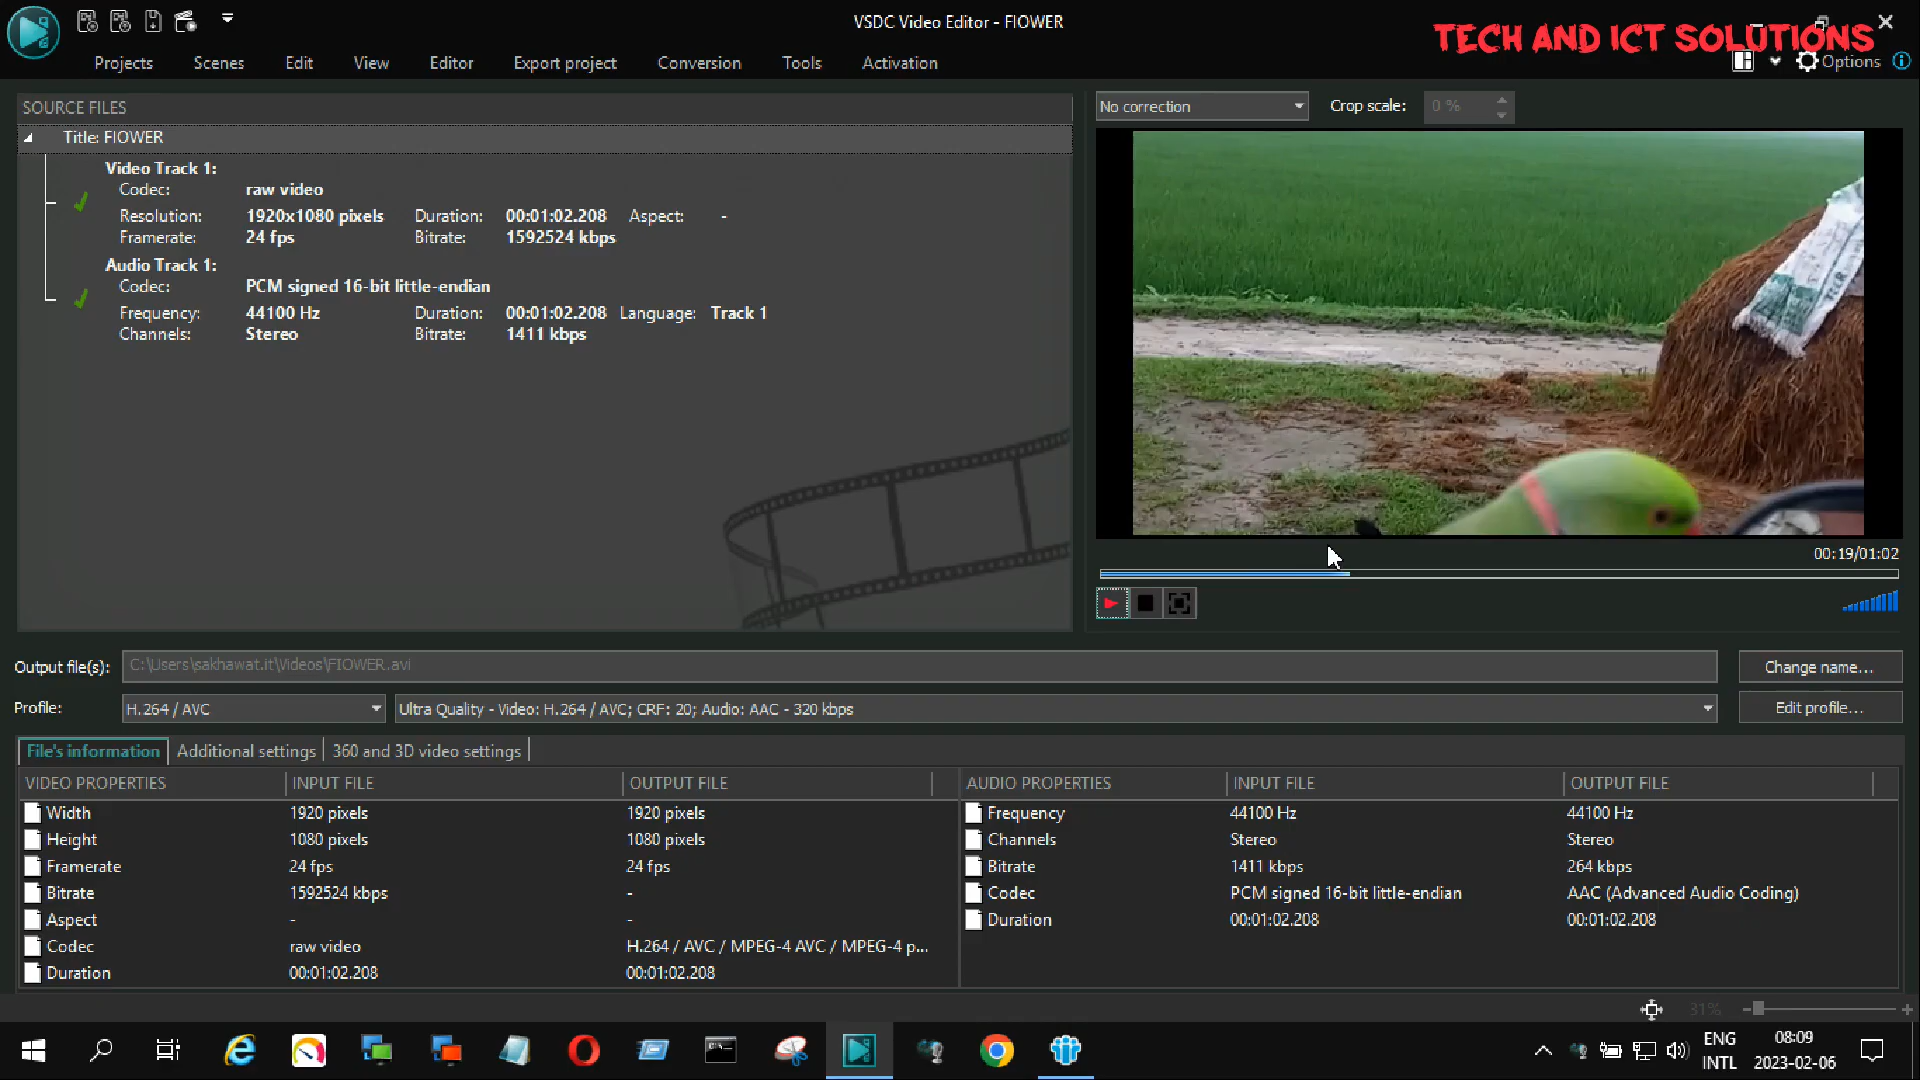 VSDC Video Editor - FIOWER
TECH AND ICT SOLUTIONS
Projects Scenes Edit View Editor Export project Conversion Tools Activation
Options
SOURCE FILES
Title: FIOWER
Video Track 1:
Codec: raw video
Resolution: 1920x1080 pixels Duration: 00:01:02.208 Aspect: -
Framerate: 24 fps Bitrate: 1592524 kbps
Audio Track 1:
Codec: PCM signed 16-bit little-endian
Frequency: 44100 Hz Duration: 00:01:02.208 Language: Track 1
Channels: Stereo Bitrate: 1411 kbps
No correction Crop scale: 0 %
00:19/01:02
Output file(s): C:\Users\sakhawat.it\Videos\FIOWER.avi Change name...
Profile: H.264 / AVC Ultra Quality - Video: H.264 / AVC; CRF: 20; Audio: AAC - 320 kbps Edit profile...
File's information Additional settings 360 and 3D video settings
VIDEO PROPERTIES INPUT FILE OUTPUT FILE
Width 1920 pixels 1920 pixels
Height 1080 pixels 1080 pixels
Framerate 24 fps 24 fps
Bitrate 1592524 kbps -
Aspect - -
Codec raw video H.264 / AVC / MPEG-4 AVC / MPEG-4 p...
Duration 00:01:02.208 00:01:02.208
AUDIO PROPERTIES INPUT FILE OUTPUT FILE
Frequency 44100 Hz 44100 Hz
Channels Stereo Stereo
Bitrate 1411 kbps 264 kbps
Codec PCM signed 16-bit little-endian AAC (Advanced Audio Coding)
Duration 00:01:02.208 00:01:02.208
31%
ENG 08:09
INTL 2023-02-06